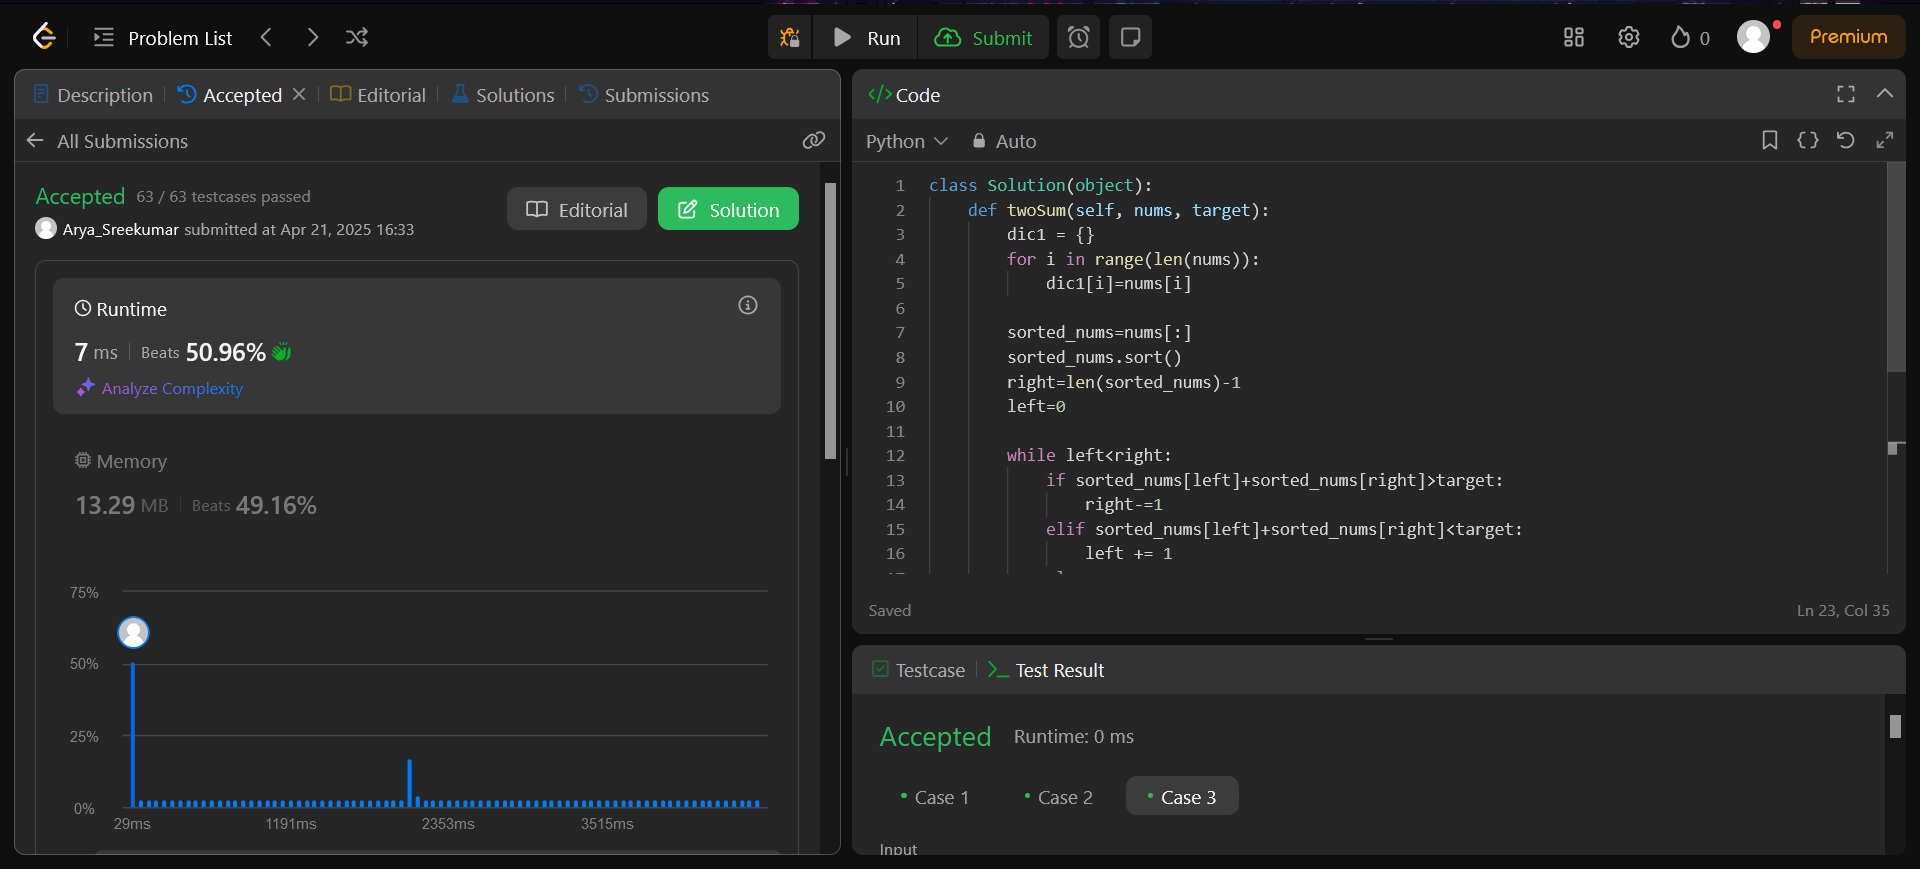 Problem List
Run
Submit
0
Premium
Description
Accepted
Editorial
Solutions
Submissions
All Submissions
Accepted 63 / 63 testcases passed
Arya_Sreekumar submitted at Apr 21, 2025 16:33
Editorial
Solution
Runtime
7 ms Beats 50.96%
Analyze Complexity
Memory
13.29 MB Beats 49.16%
75%
50%
25%
0%
29ms 1191ms 2353ms 3515ms
</>Code
Python Auto
1 class Solution(object):
2 def twoSum(self, nums, target):
3 dic1 = {}
4 for i in range(len(nums)):
5 dic1[i]=nums[i]
6
7 sorted_nums=nums[:]
8 sorted_nums.sort()
9 right=len(sorted_nums)-1
10 left=0
11
12 while left<right:
13 if sorted_nums[left]+sorted_nums[right]>target:
14 right-=1
15 elif sorted_nums[left]+sorted_nums[right]<target:
16 left += 1
Saved
Ln 23, Col 35
Testcase
Test Result
Accepted Runtime: 0 ms
Case 1
Case 2
Case 3
Input